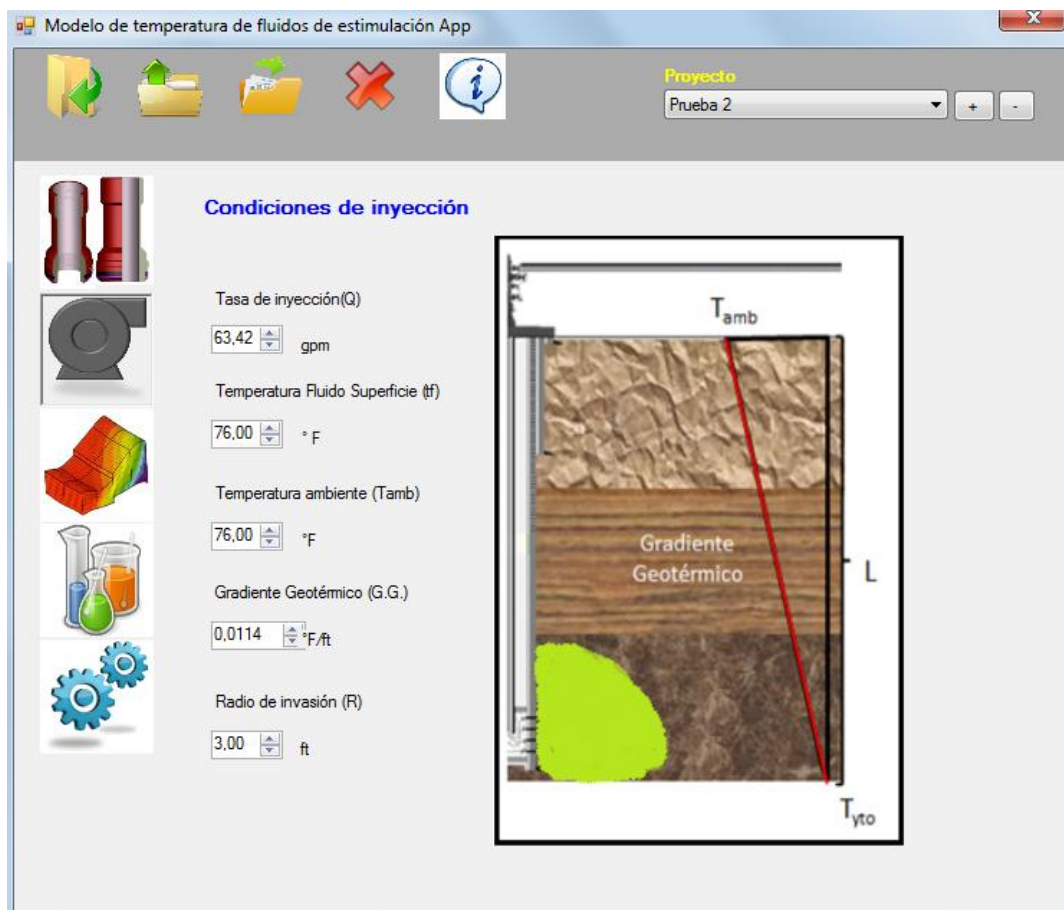 Modelo de temperatura de fluidos de estimulación App
Proyecto
Prueba 2
+
-
Condiciones de inyección
Tasa de inyección(Q)
63,42
gpm
Temperatura Fluido Superficie (tf)
76,00
° F
Temperatura ambiente (Tamb)
76,00
°F
Gradiente Geotérmico (G.G.)
0,0114
°F/ft
Radio de invasión (R)
3,00
ft
Tamb
Gradiente
Geotérmico
L
Tyto